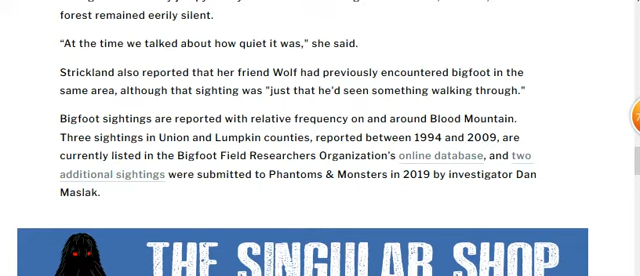 forest remained eerily silent.
“At the time we talked about how quiet it was," she said.
Strickland also reported that her friend Wolf had previously encountered bigfoot in the
same area, although that sighting was "just that he'd seen something walking through."
Bigfoot sightings are reported with relative frequency on and around Blood Mountain.
Three sightings in Union and Lumpkin counties, reported between 1994 and 2009, are
currently listed in the Bigfoot Field Researchers Organization’s online database, and two
additional sightings were submitted to Phantoms & Monsters in 2019 by investigator Dan
Maslak.
THE SINGULAR SHOP